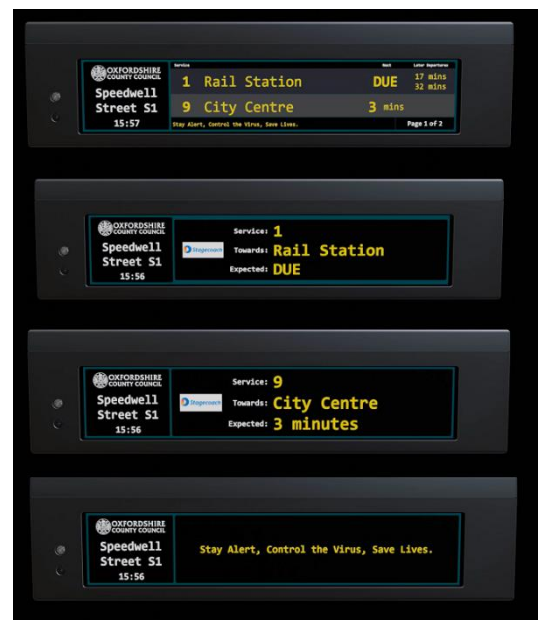 OXFORDSHIRE
COUNTY COUNCIL
Speedwell
Street S1
15:57
Service Next Later Departures
1 Rail Station DUE 17 mins
32 mins
9 City Centre 3 mins
Stay Alert, Control the Virus, Save Lives. Page 1 of 2
OXFORDSHIRE
COUNTY COUNCIL
Speedwell
Street S1
15:56
Stagecoach
Service: 1
Towards: Rail Station
Expected: DUE
OXFORDSHIRE
COUNTY COUNCIL
Speedwell
Street S1
15:56
Stagecoach
Service: 9
Towards: City Centre
Expected: 3 minutes
OXFORDSHIRE
COUNTY COUNCIL
Speedwell
Street S1
15:56
Stay Alert, Control the Virus, Save Lives.